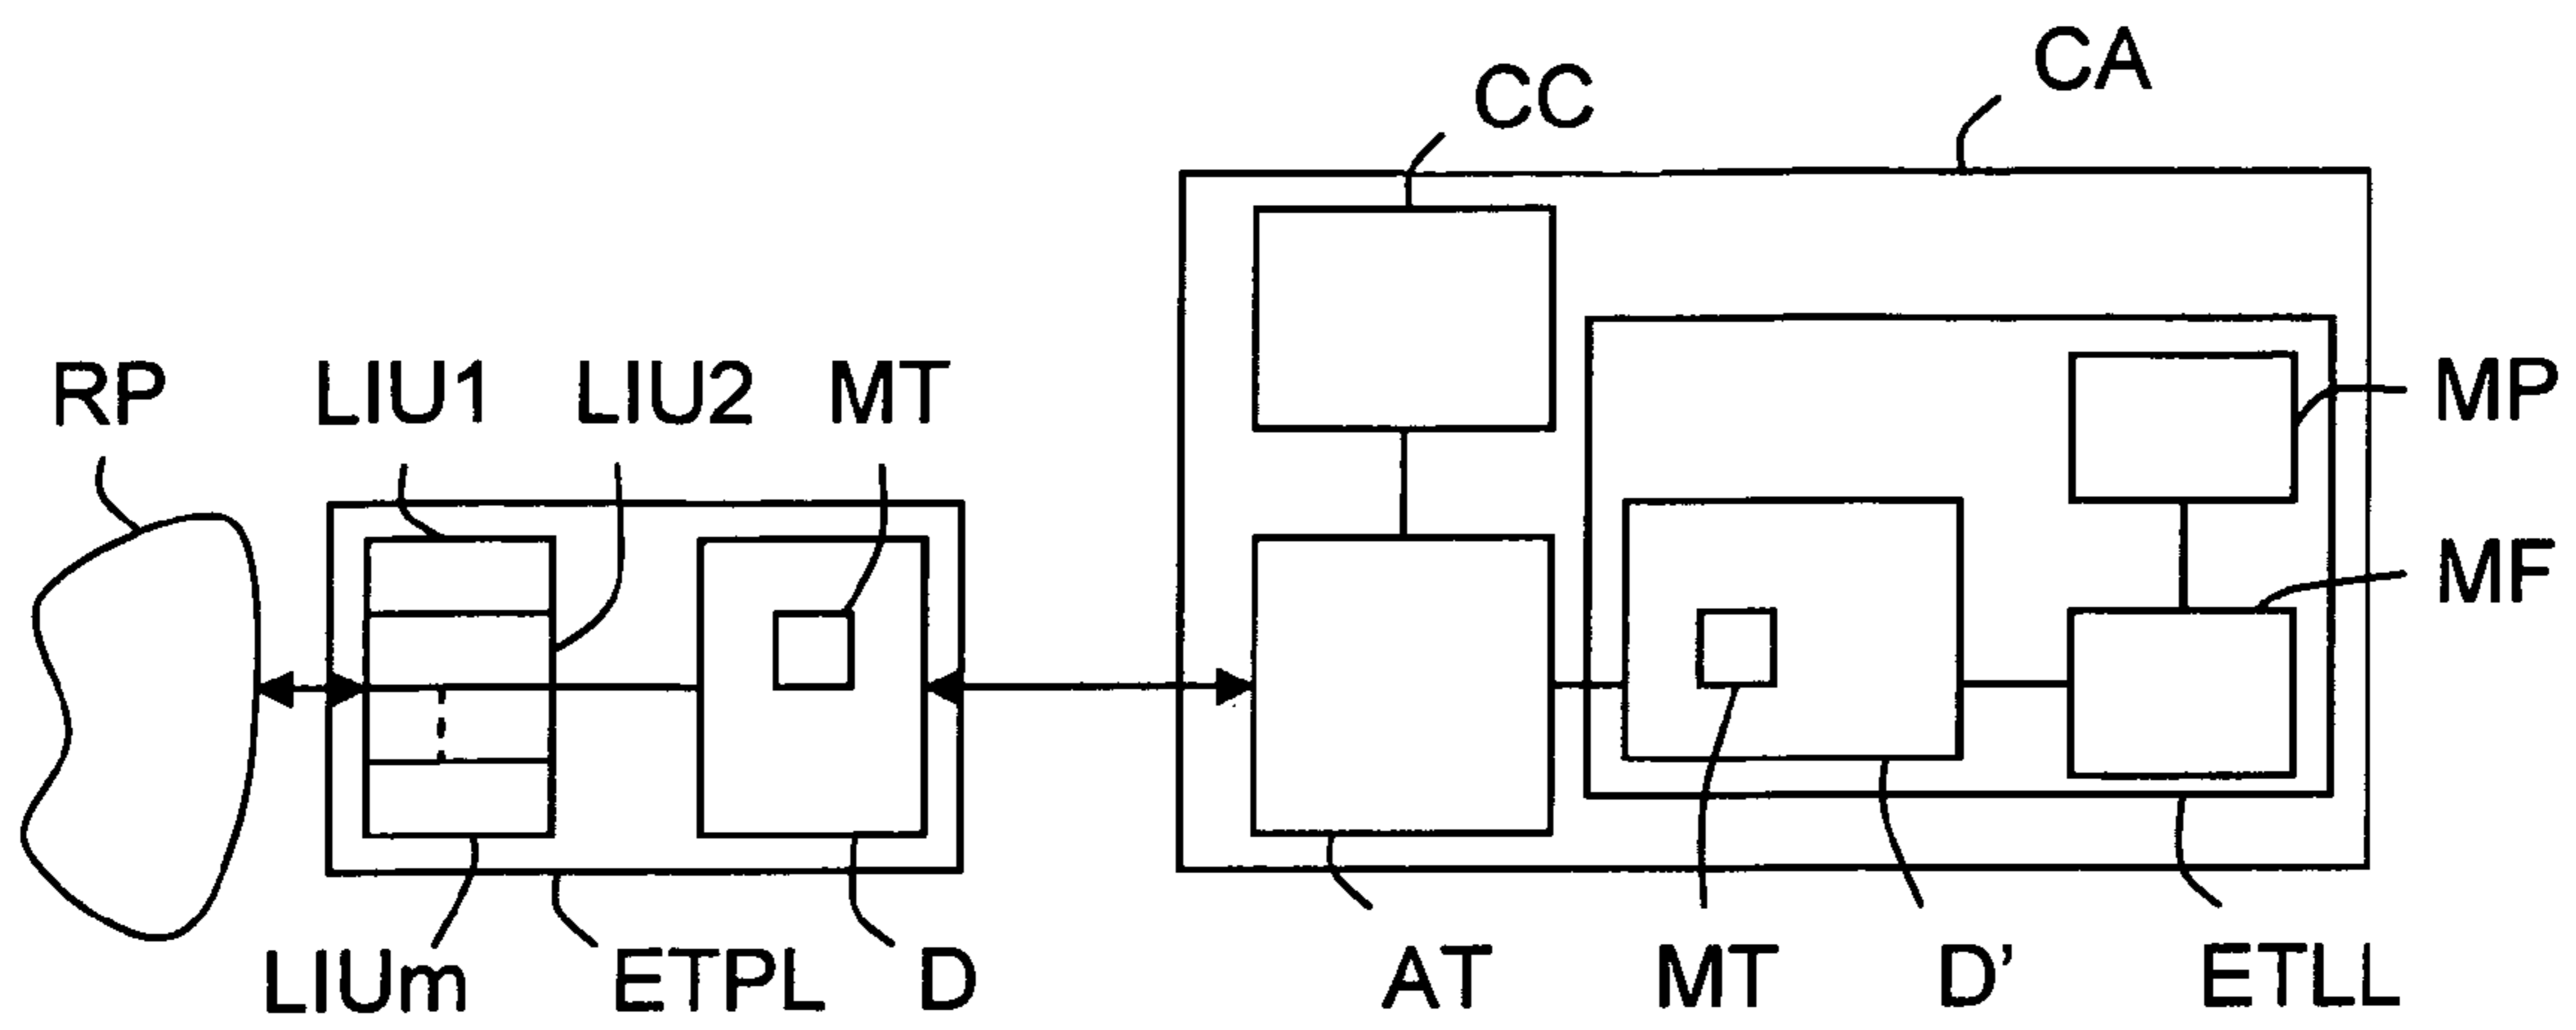 CA
CC
RP LIU1 LIU2 MT MP
MF
LIUm ETPL D AT MT D’ ETLL